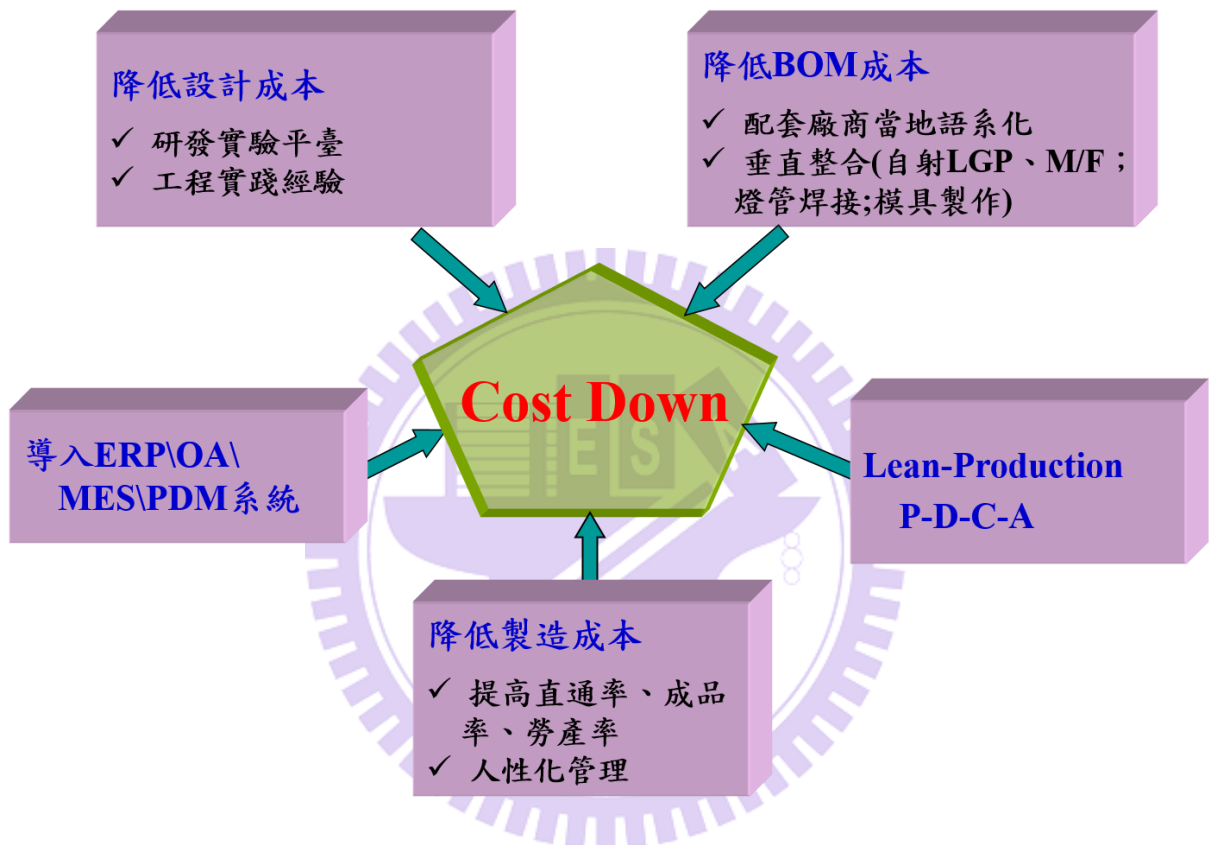 降低設計成本
✓ 研發實驗平臺
✓ 工程實踐經驗
降低BOM成本
✓ 配套廠商當地語系化
✓ 垂直整合(自射LGP、M/F；
燈管焊接;模具製作)
Cost Down
ES
導入ERP\OA\
MES\PDM系統
Lean-Production
P-D-C-A
降低製造成本
✓ 提高直通率、成品
率、勞產率
✓ 人性化管理